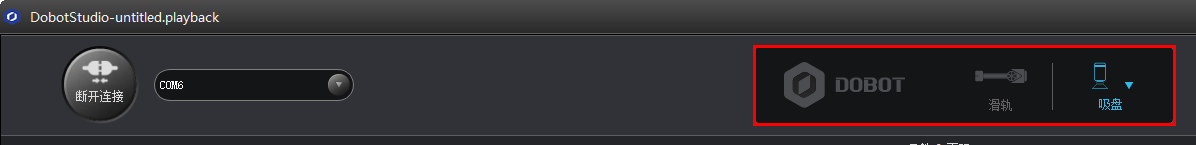 DobotStudio-untitled.playback
断开连接
COM6
DOBOT
滑轨
吸盘